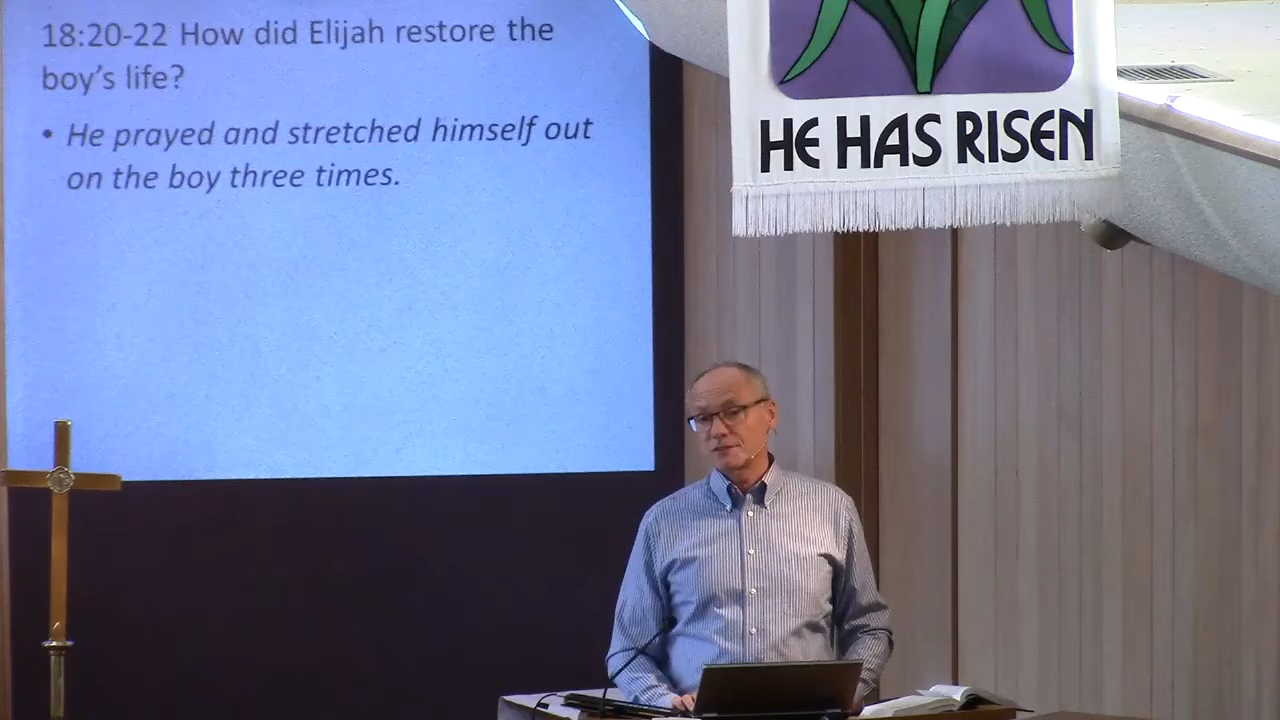 18:20-22 How did Elijah restore the
boy's life?
• He prayed and stretched himself out
on the boy three times.
HE HAS RISEN